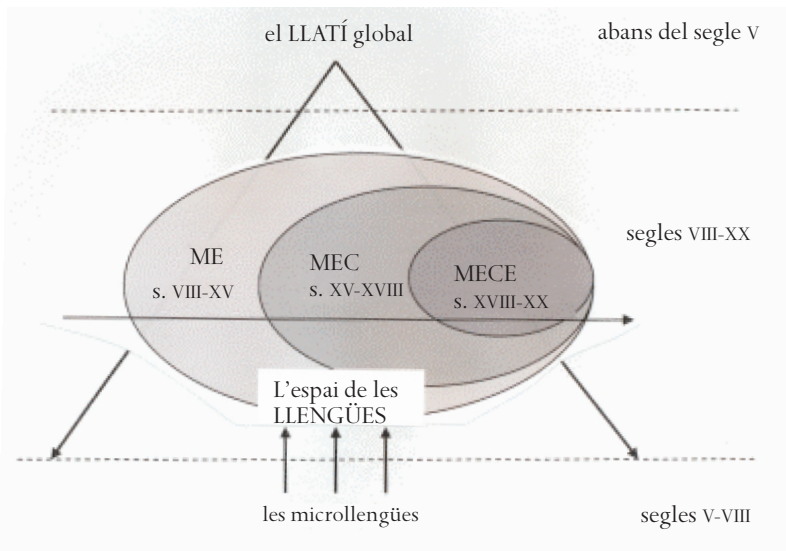 el LLATÍ global
abans del segle V
segles VIII-XX
ME
s. VIII-XV
MEC
s. XV-XVIII
MECE
s. XVIII-XX
L'espai de les
LLENGÜES
les microllengües
segles V-VIII